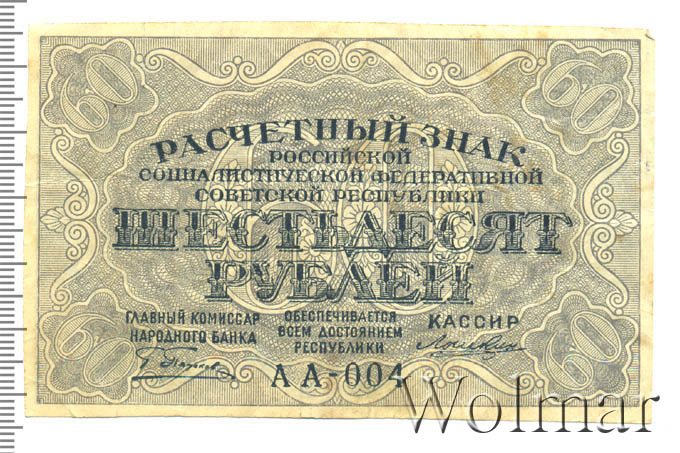 60 60
РАСЧЕТНЫЙ ЗНАК
РОССИЙСКОЙ
СОЦИАЛИСТИЧЕСКОЙ ФЕДЕРАТИВНОЙ
СОВЕТСКОЙ РЕСПУБЛИКИ
ШЕСТЬДЕСЯТ
РУБЛЕЙ
ГЛАВНЫЙ КОМИССАР
НАРОДНОГО БАНКА
ОБЕСПЕЧИВАЕТСЯ
ВСЕМ ДОСТОЯНИЕМ
РЕСПУБЛИКИ
КАССИР
60 60
АА-004
Wolmar